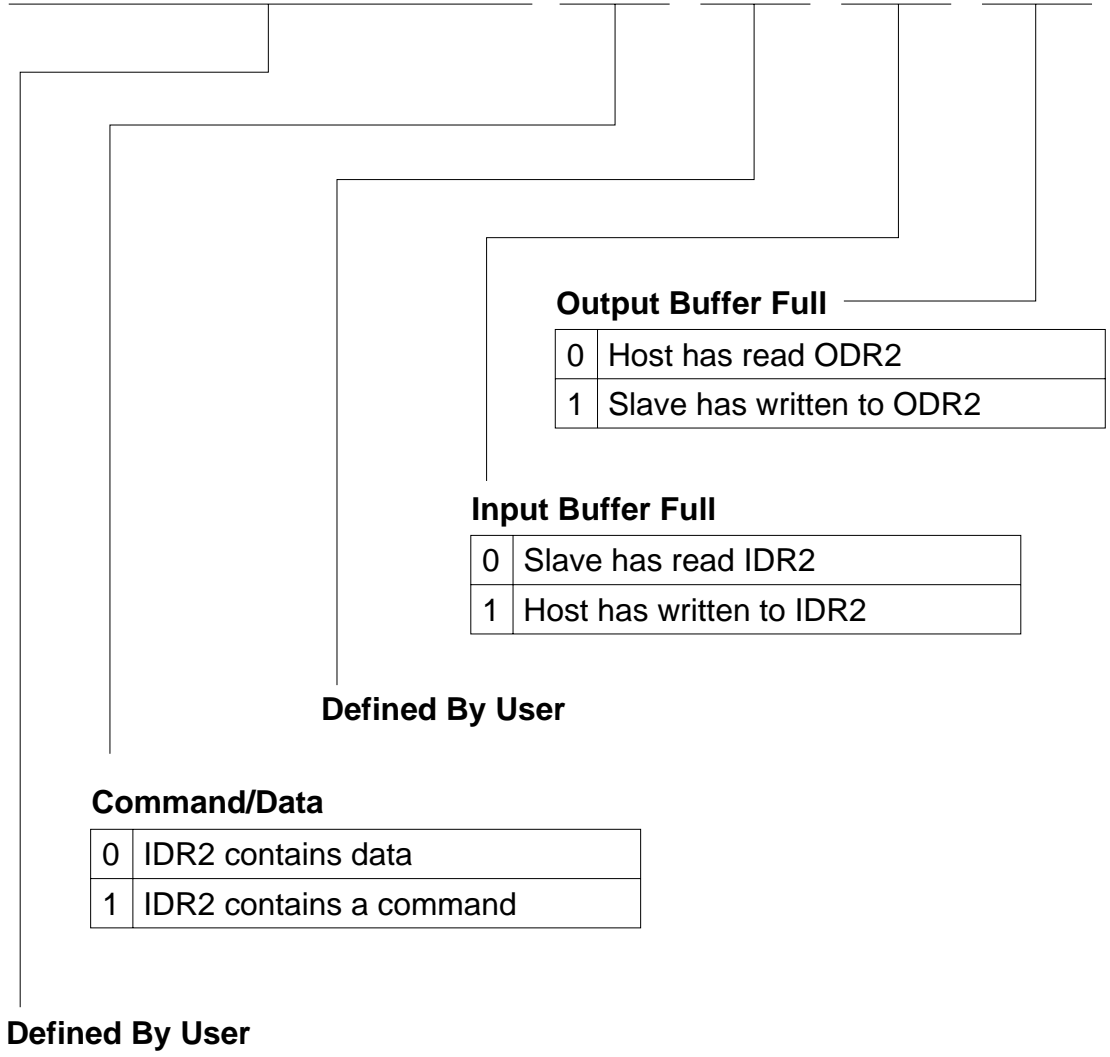 Output Buffer Full
0 Host has read ODR2
1 Slave has written to ODR2
Input Buffer Full
0 Slave has read IDR2
1 Host has written to IDR2
Defined By User
Command/Data
0 IDR2 contains data
1 IDR2 contains a command
Defined By User